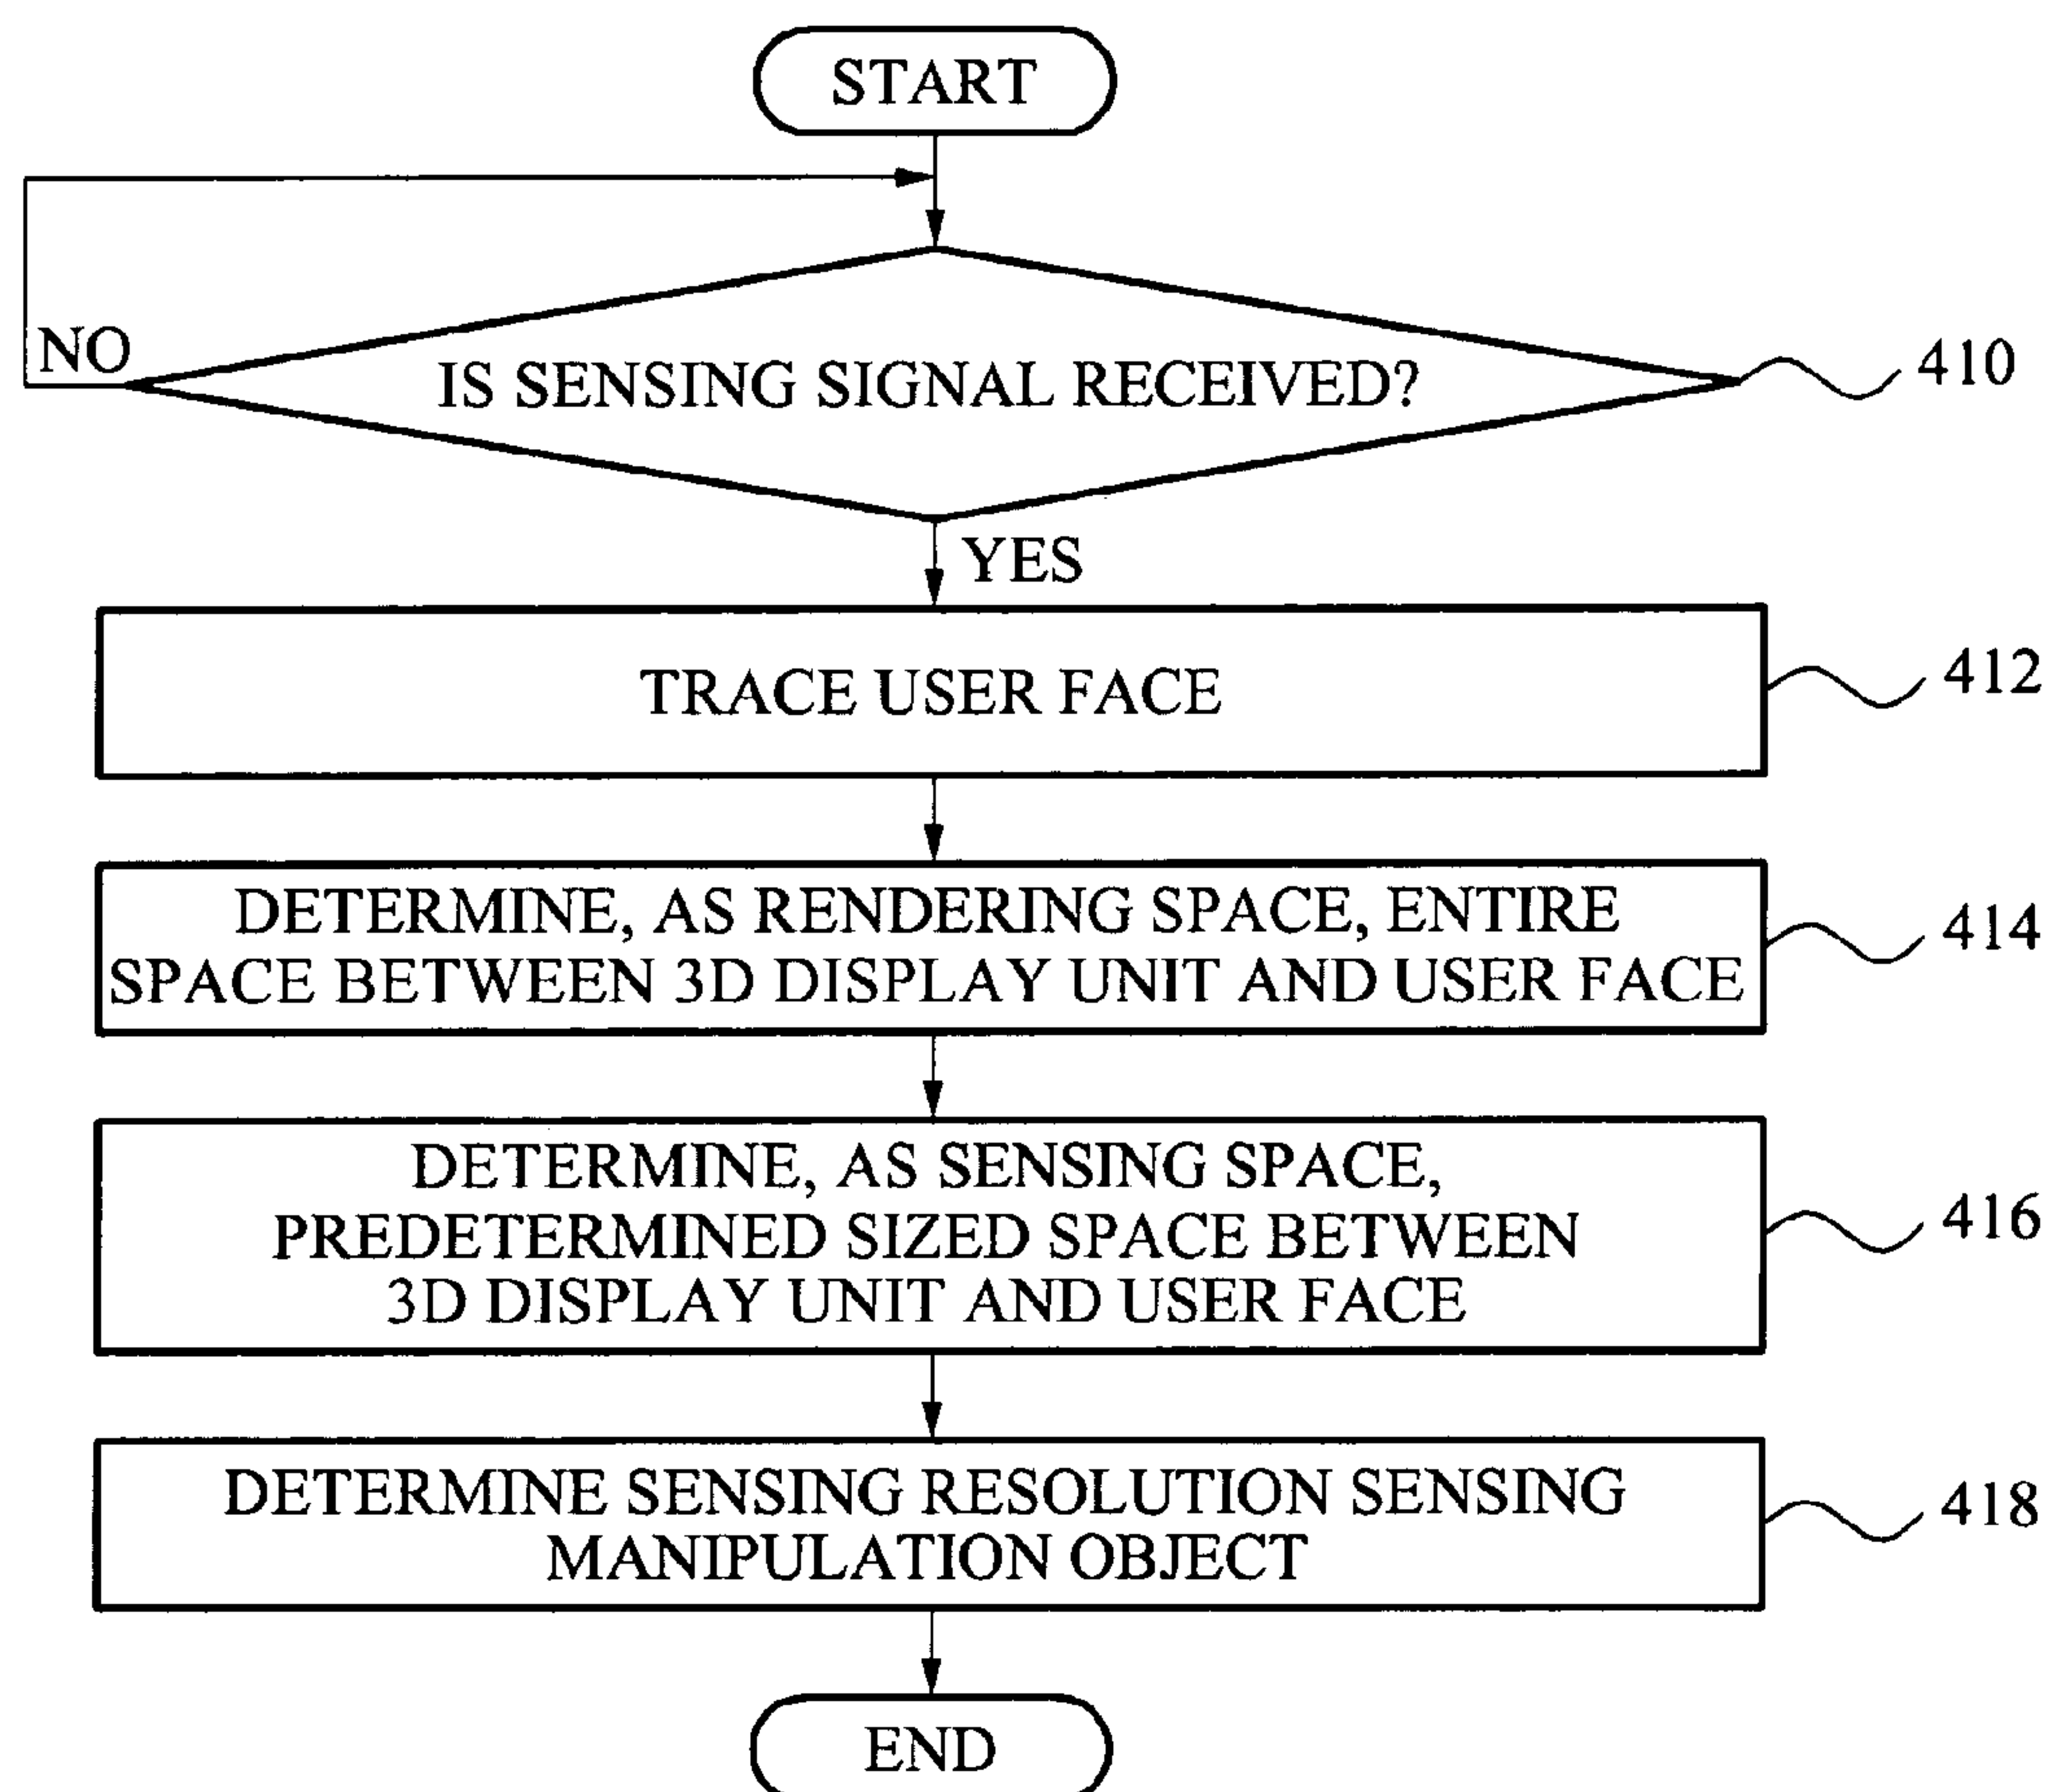 START
NO
IS SENSING SIGNAL RECEIVED?
410
YES
TRACE USER FACE
412
DETERMINE, AS RENDERING SPACE, ENTIRE
SPACE BETWEEN 3D DISPLAY UNIT AND USER FACE
414
DETERMINE, AS SENSING SPACE,
PREDETERMINED SIZED SPACE BETWEEN
3D DISPLAY UNIT AND USER FACE
416
DETERMINE SENSING RESOLUTION SENSING
MANIPULATION OBJECT
418
END